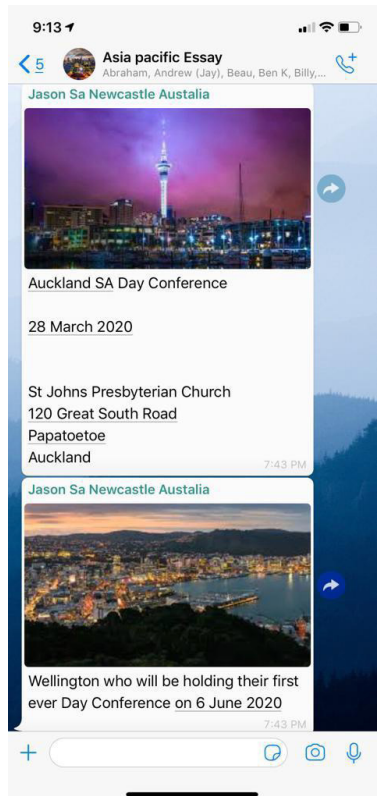 9:13
5
Asia pacific Essay
Abraham, Andrew (Jay), Beau, Ben K, Billy,...
Jason Sa Newcastle Austalia
Auckland SA Day Conference
28 March 2020
St Johns Presbyterian Church
120 Great South Road
Papatoetoe
Auckland
7:43 PM
Jason Sa Newcastle Austalia
Wellington who will be holding their first
ever Day Conference on 6 June 2020
7:43 PM